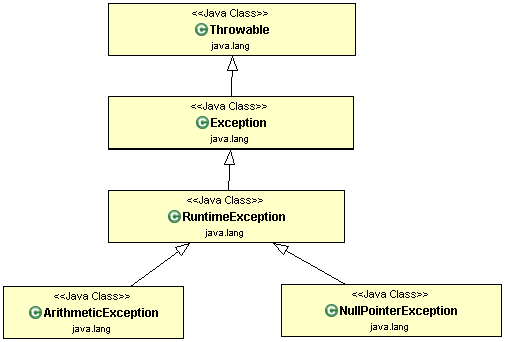 <<Java Class>>
Throwable
java.lang
<<Java Class>>
Exception
java.lang
<<Java Class>>
RuntimeException
java.lang
<<Java Class>>
ArithmeticException
java.lang
<<Java Class>>
NullPointerException
java.lang